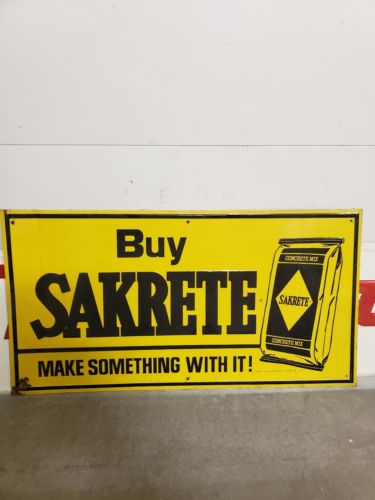 Buy
SAKRETE
MAKE SOMETHING WITH IT!
CONCRETE MIX
SAKRETE
CONCRETE MIX